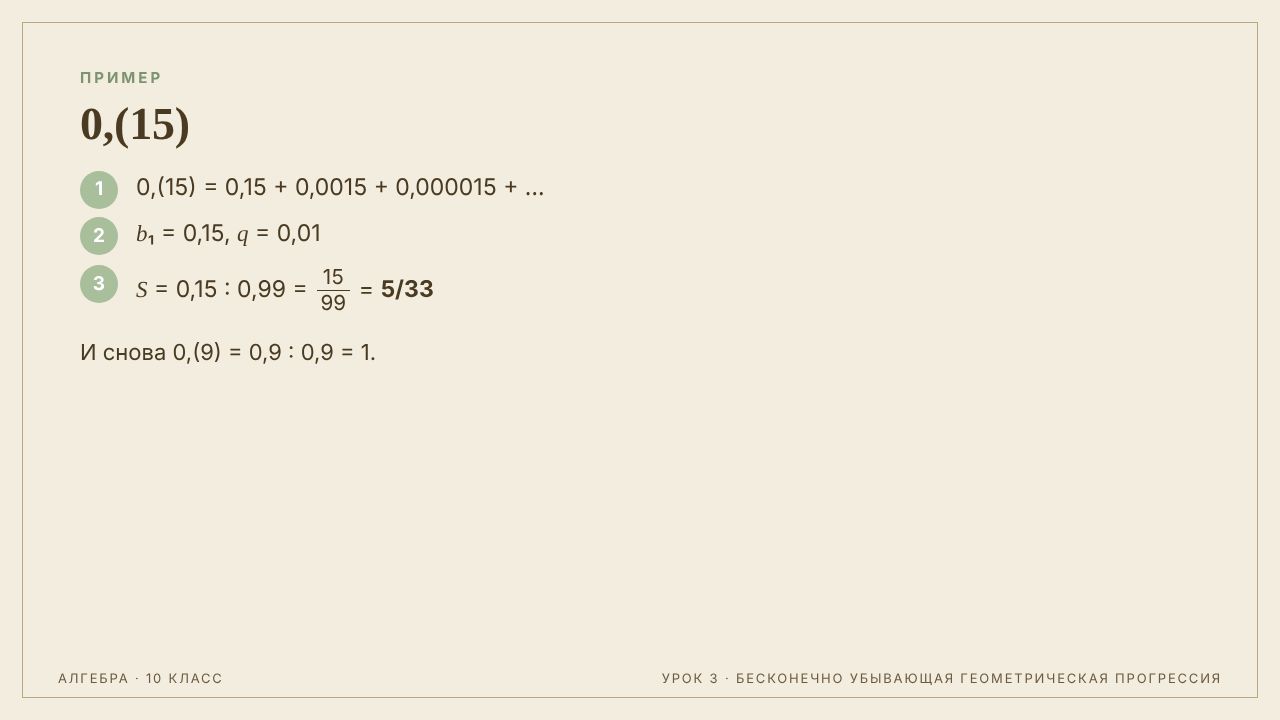 ПРИМЕР
0,(15)
1 0,(15) = 0,15 + 0,0015 + 0,000015 + ...
2 b₁ = 0,15, q = 0,01
3 S = 0,15 : 0,99 = 15/99 = 5/33
И снова 0,(9) = 0,9 : 0,9 = 1.
АЛГЕБРА · 10 КЛАСС
УРОК 3 · БЕСКОНЕЧНО УБЫВАЮЩАЯ ГЕОМЕТРИЧЕСКАЯ ПРОГРЕССИЯ